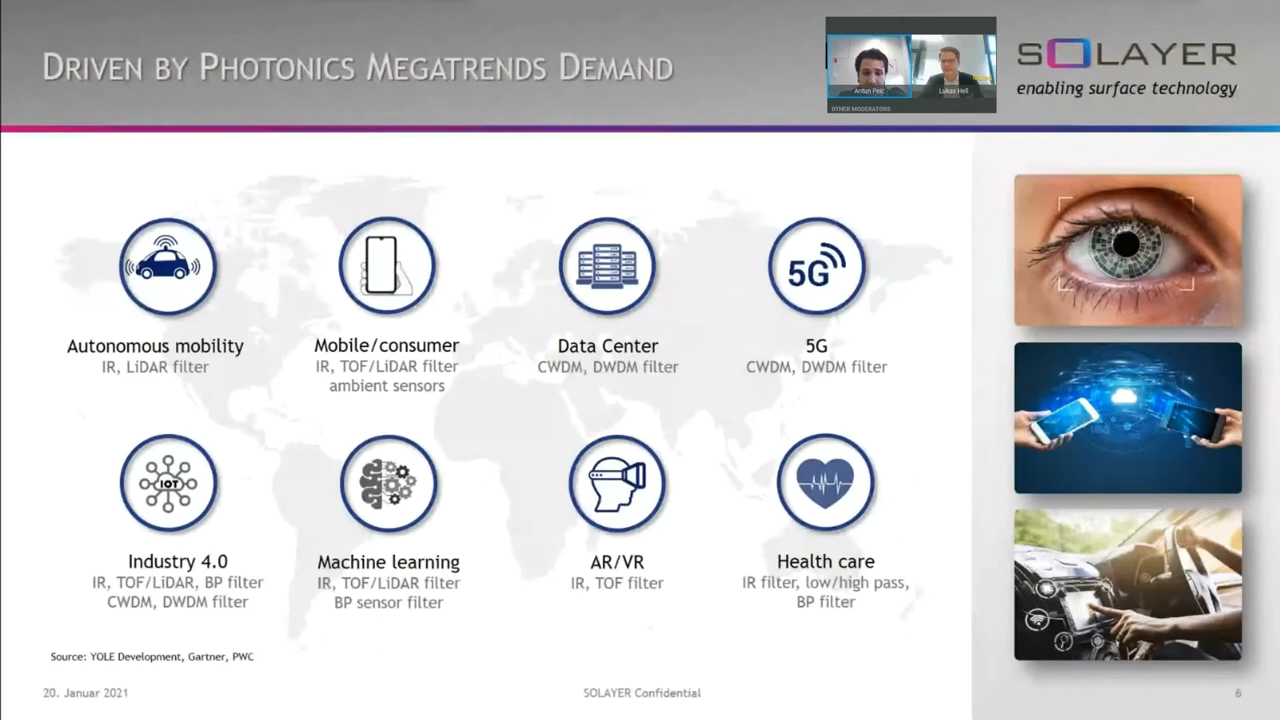 DRIVEN BY PHOTONICS MEGATRENDS DEMAND
Antun Peić
Lukas Hell
OTHER MODERATORS
SOLAYER
enabling surface technology
5G
Autonomous mobility
IR, LiDAR filter
Mobile/consumer
IR, TOF/LiDAR filter
ambient sensors
Data Center
CWDM, DWDM filter
5G
CWDM, DWDM filter
IOT
Industry 4.0
IR, TOF/LiDAR, BP filter
CWDM, DWDM filter
Machine learning
IR, TOF/LiDAR filter
BP sensor filter
AR/VR
IR, TOF filter
Health care
IR filter, low/high pass,
BP filter
Source: YOLE Development, Gartner, PWC
20. Januar 2021
SOLAYER Confidential
6